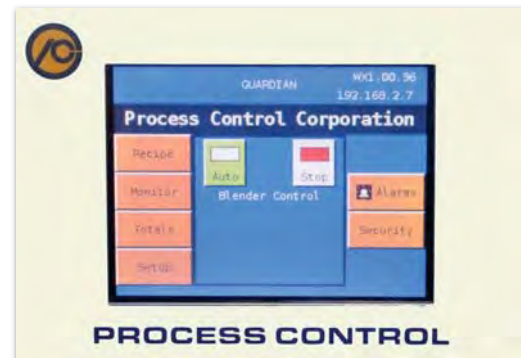 GUARDIAN
WX1.00.96
192.168.2.7
Process Control Corporation
Recipe
Auto
Stop
Monitor
Blender Control
Alarms
Totals
Security
Setup
PROCESS CONTROL